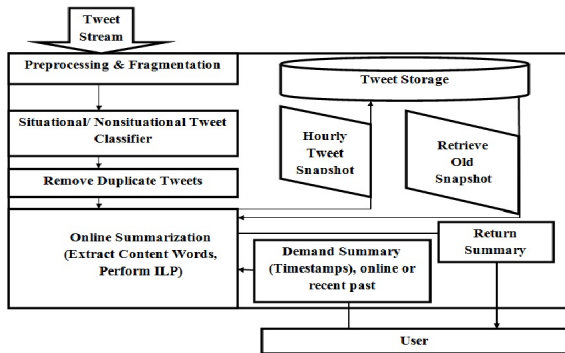 Tweet
Stream
Preprocessing & Fragmentation
Tweet Storage
Situational/ Nonsituational Tweet
Classifier
Hourly
Tweet
Snapshot
Retrieve
Old
Snapshot
Remove Duplicate Tweets
Online Summarization
(Extract Content Words,
Perform ILP)
Demand Summary
(Timestamps), online or
recent past
Return
Summary
User